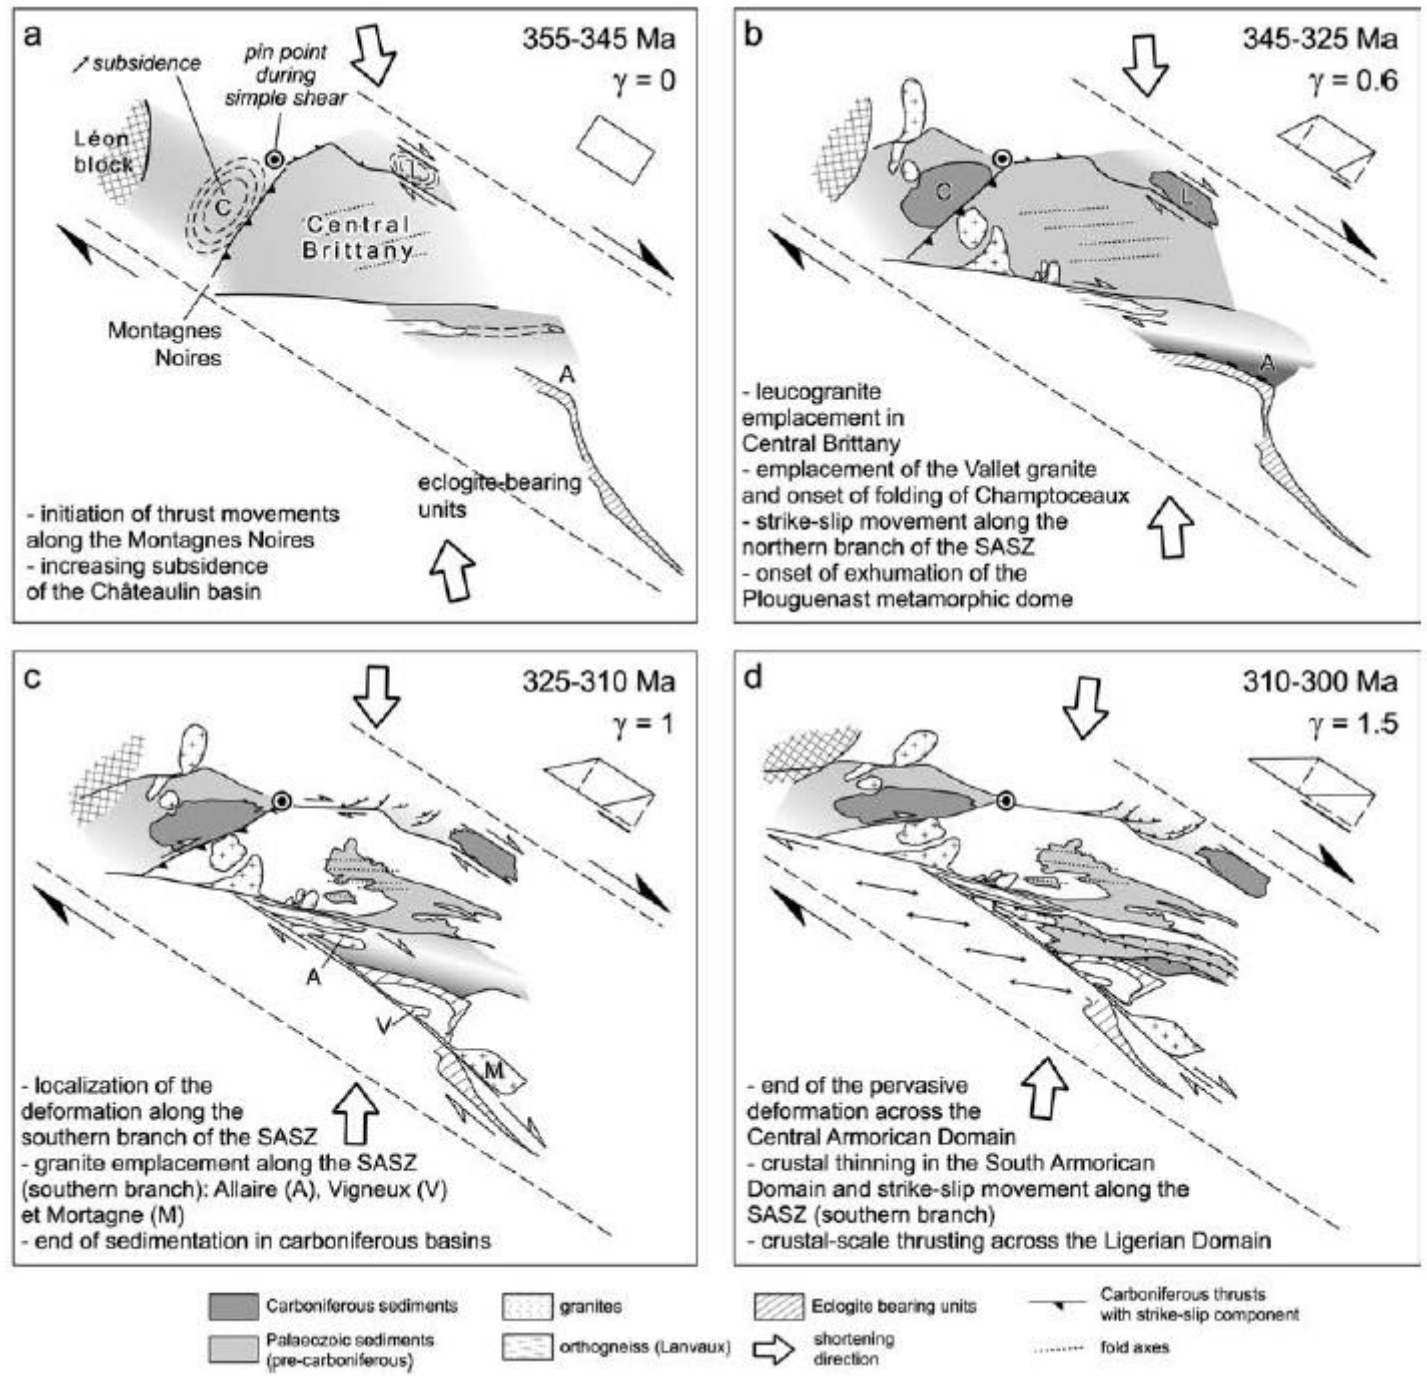 a
355-345 Ma
γ = 0
↗ subsidence
pin point
during
simple shear
Léon
block
C
L
Central
Brittany
Montagnes
Noires
A
eclogite-bearing
units
- initiation of thrust movements
along the Montagnes Noires
- increasing subsidence
of the Châteaulin basin
b
345-325 Ma
γ = 0.6
C
L
A
- leucogranite
emplacement in
Central Brittany
- emplacement of the Vallet granite
and onset of folding of Champtoceaux
- strike-slip movement along the
northern branch of the SASZ
- onset of exhumation of the
Plouguenast metamorphic dome
c
325-310 Ma
γ = 1
A
V
M
- localization of the
deformation along the
southern branch of the SASZ
- granite emplacement along the SASZ
(southern branch): Allaire (A), Vigneux (V)
et Mortagne (M)
- end of sedimentation in carboniferous basins
d
310-300 Ma
γ = 1.5
- end of the pervasive
deformation across the
Central Armorican Domain
- crustal thinning in the South Armorican
Domain and strike-slip movement along the
SASZ (southern branch)
- crustal-scale thrusting across the Ligerian Domain
Carboniferous sediments
Palaeozoic sediments
(pre-carboniferous)
granites
orthogneiss (Lanvaux)
Eclogite bearing units
shortening
direction
Carboniferous thrusts
with strike-slip component
fold axes